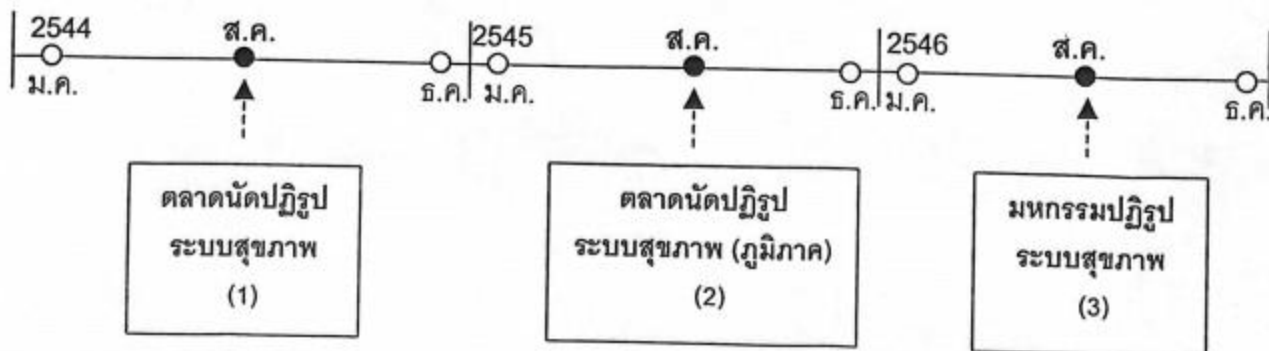 2544
ส.ค.
2545
ส.ค.
2546
ส.ค.
ม.ค.
ธ.ค.
ม.ค.
ธ.ค.
ม.ค.
ธ.ค.
ตลาดนัดปฏิรูป
ระบบสุขภาพ
(1)
ตลาดนัดปฏิรูป
ระบบสุขภาพ (ภูมิภาค)
(2)
มหกรรมปฏิรูป
ระบบสุขภาพ
(3)